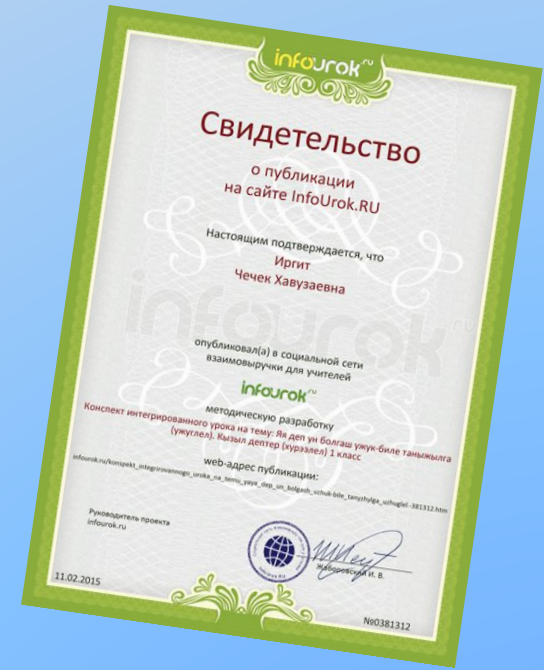 infourok.ru
Свидетельство
о публикации
на сайте InfoUrok.RU
Настоящим подтверждается, что
Иргит
Чечек Хавузаевна
опубликовал(а) в социальной сети
взаимовыручки для учителей
infourok.ru
методическую разработку
Конспект интегрированного урока на тему: Як деп ун болгаш ужук-биле таныжылга
(ужуглел). Кызыл дептер (хурээлел) 1 класс
web-адрес публикации:
infourok.ru/konspekt_integrirovannogo_uroka_na_temu_yaya_dep_un_bolgash_uchuk-bile_tanyzhylga_uzhuglel.-381312.htm
Руководитель проекта
infourok.ru
Жаборовский И. В.
11.02.2015
№0381312